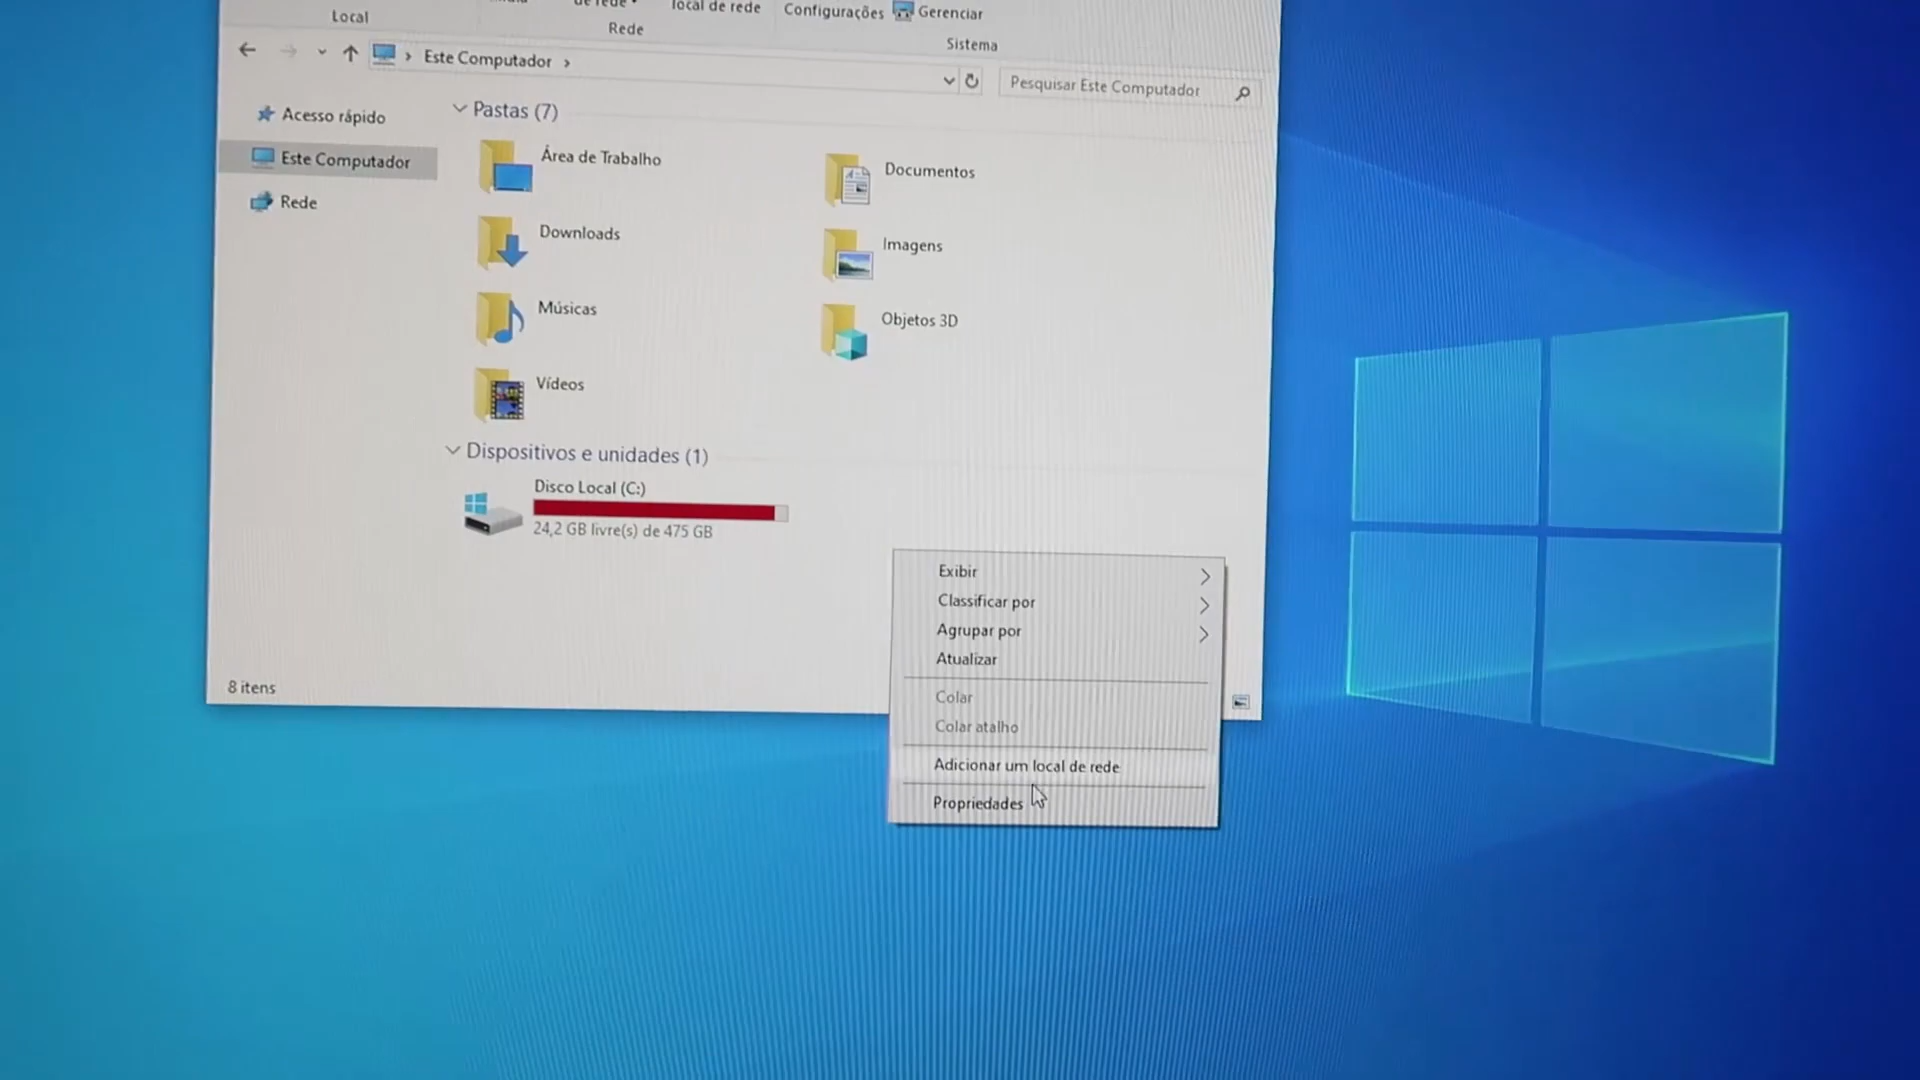 Local
de rede
local de rede
Rede
Configurações
Gerenciar
Sistema
Este Computador
Pesquisar Este Computador
Acesso rápido
Este Computador
Rede
Pastas (7)
Área de Trabalho
Documentos
Downloads
Imagens
Músicas
Objetos 3D
Vídeos
Dispositivos e unidades (1)
Disco Local (C:)
24,2 GB livre(s) de 475 GB
8 itens
Exibir
Classificar por
Agrupar por
Atualizar
Colar
Colar atalho
Adicionar um local de rede
Propriedades